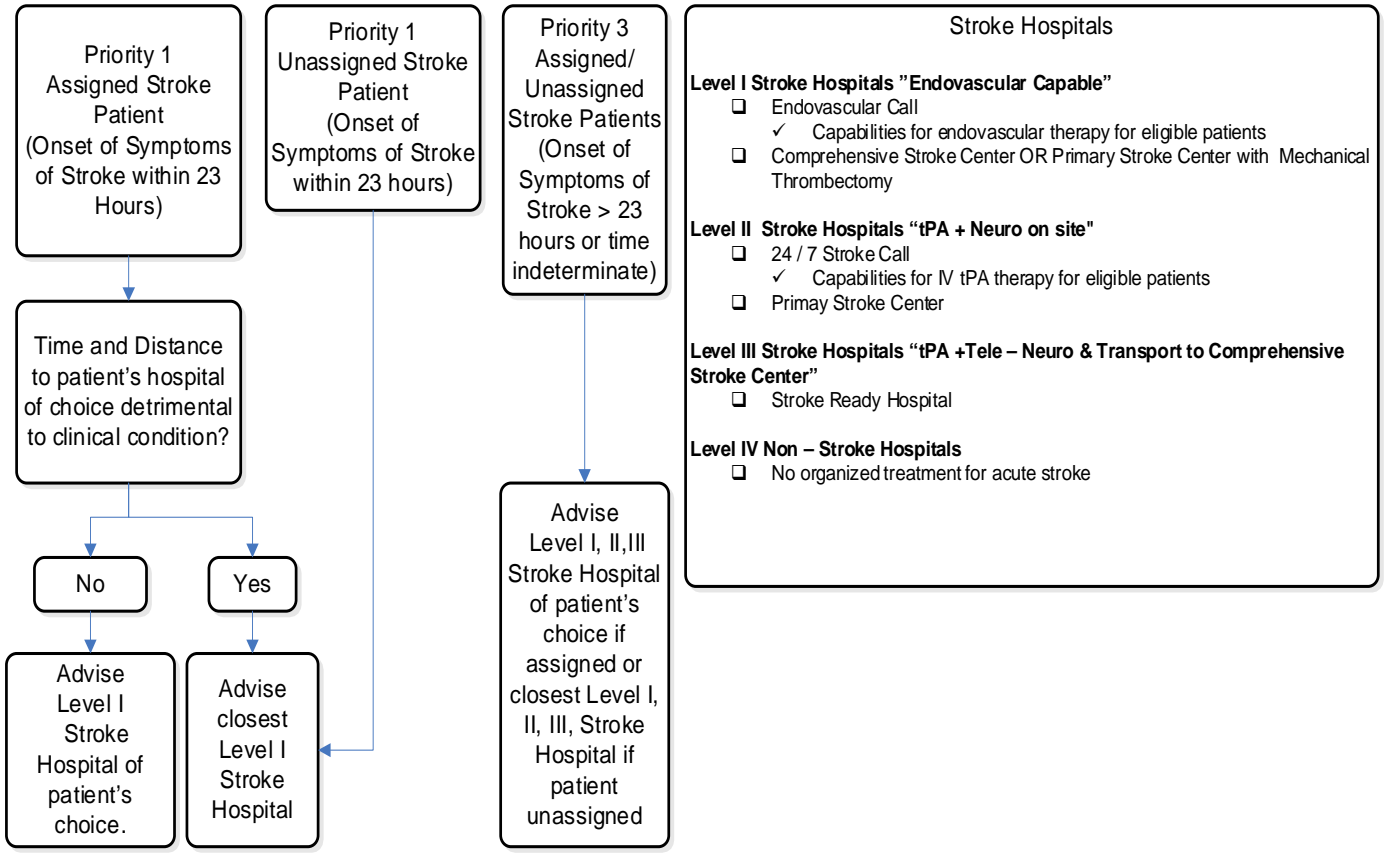 Priority 1
Assigned Stroke
Patient
(Onset of Symptoms
of Stroke within 23
Hours)
Time and Distance
to patient’s hospital
of choice detrimental
to clinical condition?
No
Yes
Advise
Level I
Stroke
Hospital of
patient’s
choice.
Advise
closest
Level I
Stroke
Hospital
Priority 1
Unassigned Stroke
Patient
(Onset of
Symptoms of Stroke
within 23 hours)
Priority 3
Assigned/
Unassigned
Stroke Patients
(Onset of
Symptoms of
Stroke > 23
hours or time
indeterminate)
Advise
Level I, II,III
Stroke Hospital
of patient’s
choice if
assigned or
closest Level I,
II, III, Stroke
Hospital if
patient
unassigned
Stroke Hospitals
Level I Stroke Hospitals ”Endovascular Capable”
❑ Endovascular Call
✓ Capabilities for endovascular therapy for eligible patients
❑ Comprehensive Stroke Center OR Primary Stroke Center with Mechanical
Thrombectomy
Level II Stroke Hospitals “tPA + Neuro on site"
❑ 24 / 7 Stroke Call
✓ Capabilities for IV tPA therapy for eligible patients
❑ Primay Stroke Center
Level III Stroke Hospitals “tPA +Tele – Neuro & Transport to Comprehensive
Stroke Center”
❑ Stroke Ready Hospital
Level IV Non – Stroke Hospitals
❑ No organized treatment for acute stroke